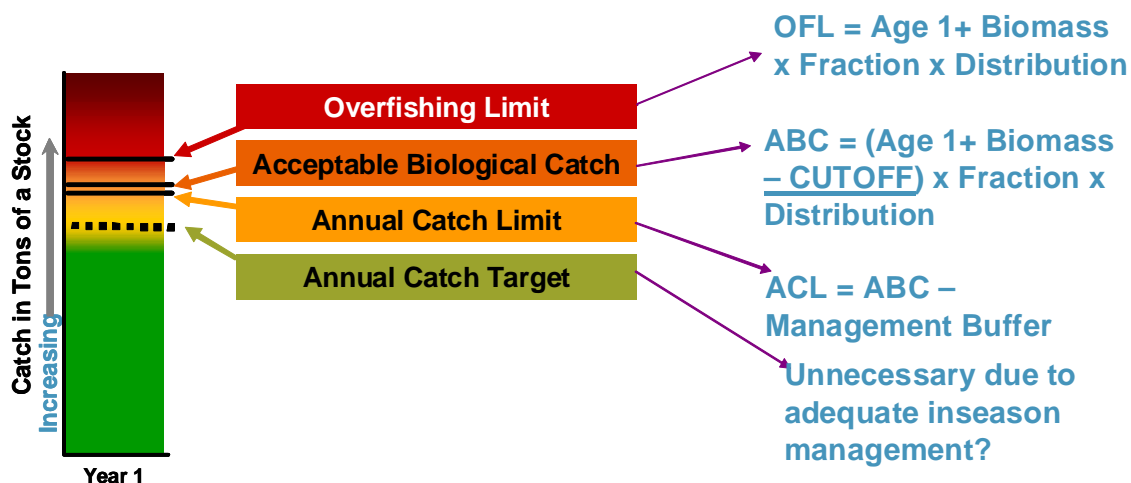 Catch in Tons of a Stock
Increasing
Year 1
Overfishing Limit
Acceptable Biological Catch
Annual Catch Limit
Annual Catch Target
OFL = Age 1+ Biomass
x Fraction x Distribution
ABC = (Age 1+ Biomass
– CUTOFF) x Fraction x
Distribution
ACL = ABC –
Management Buffer
Unnecessary due to
adequate inseason
management?